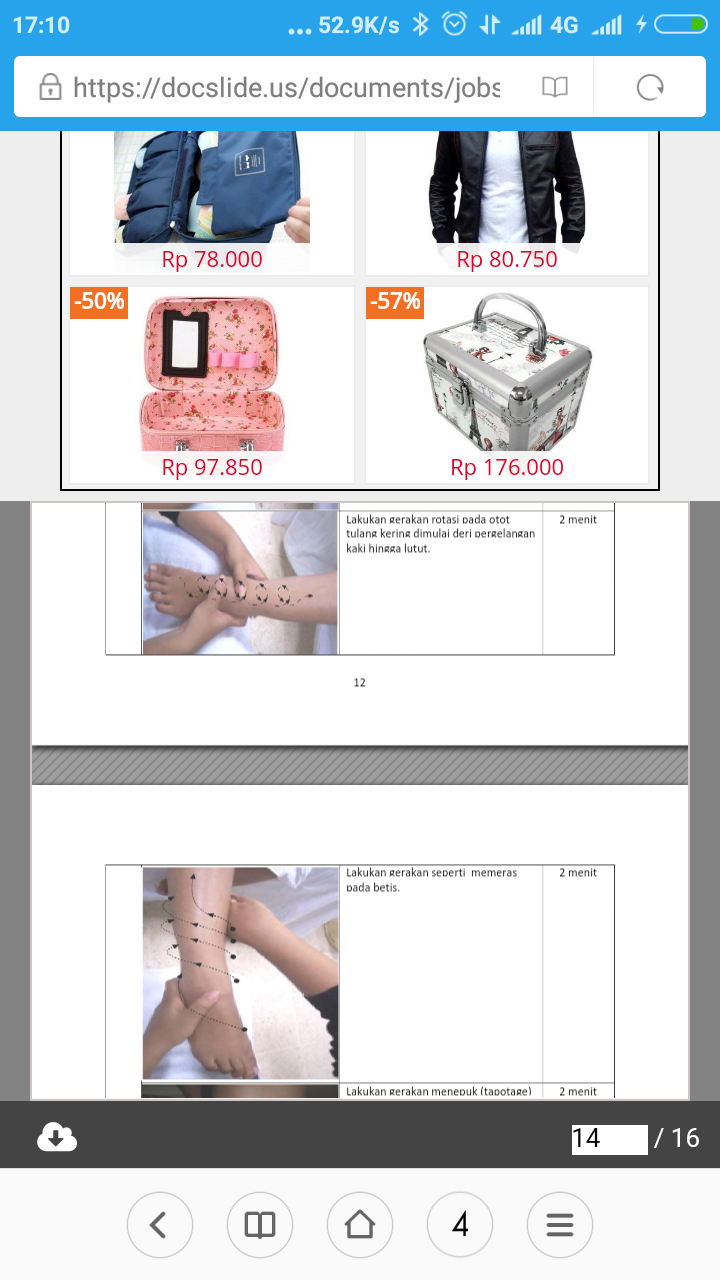 17:10
... 52.9K/s 4G
https://docslide.us/documents/jobs
Rp 78.000
Rp 80.750
-50%
-57%
Rp 97.850
Rp 176.000
Lakukan gerakan rotasi pada otot
tulang kering dimulai deri pergelangan
kaki hingga lutut.
2 menit
12
Lakukan gerakan seperti memeras
pada betis.
2 menit
Lakukan gerakan menepuk (tapotage)
2 menit
14 / 16
4